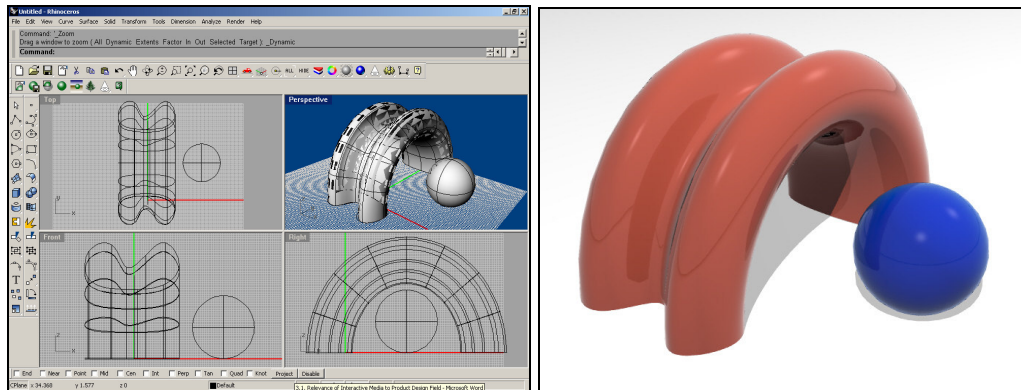 Untitled - Rhinoceros
File Edit View Curve Surface Solid Transform Tools Dimension Analyze Render Help
Command: '_Zoom
Drag a window to zoom ( All Dynamic Extents Factor In Out Selected Target ): _Dynamic
Command:
ALL HIDE
Top
Perspective
y
x
Front
Right
z
x
z
y
T
End Near Point Mid Cen Int Perp Tan Quad Knot Project Disable
CPlane x 34.368 y 1.577 z 0 Default
3.1. Relevance of Interactive Media to Product Design Field - Microsoft Word